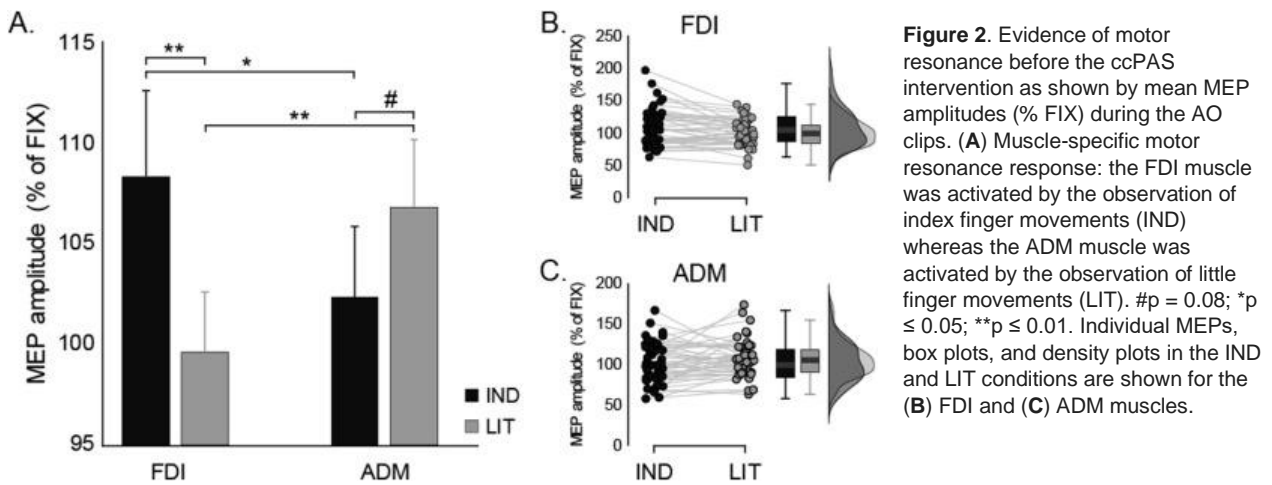 A.
115
110
105
100
95
MEP amplitude (% of FIX)
**
*
#
**
IND
LIT
FDI ADM
B.
FDI
250
200
150
100
50
0
MEP amplitude (% of FIX)
IND LIT
C.
ADM
200
150
100
50
0
MEP amplitude (% of FIX)
IND LIT
Figure 2. Evidence of motor
resonance before the ccPAS
intervention as shown by mean MEP
amplitudes (% FIX) during the AO
clips. (A) Muscle-specific motor
resonance response: the FDI muscle
was activated by the observation of
index finger movements (IND)
whereas the ADM muscle was
activated by the observation of little
finger movements (LIT). #p = 0.08; *p
≤ 0.05; **p ≤ 0.01. Individual MEPs,
box plots, and density plots in the IND
and LIT conditions are shown for the
(B) FDI and (C) ADM muscles.